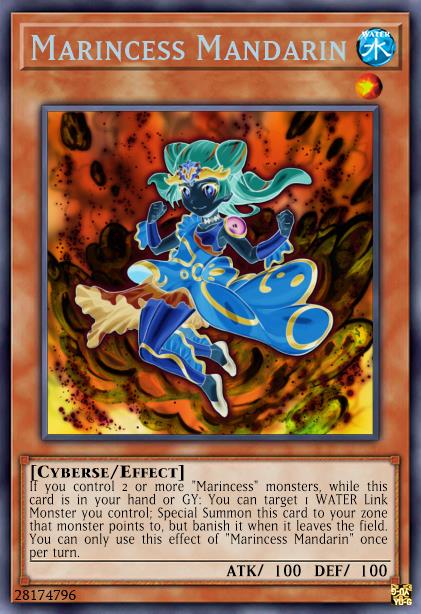 Marincess Mandarin
WATER
水
[Cyberse/Effect]
If you control 2 or more "Marincess" monsters, while this
card is in your hand or GY: You can target 1 WATER Link
Monster you control; Special Summon this card to your zone
that monster points to, but banish it when it leaves the field.
You can only use this effect of "Marincess Mandarin" once
per turn.
ATK/ 100 DEF/ 100
28174796